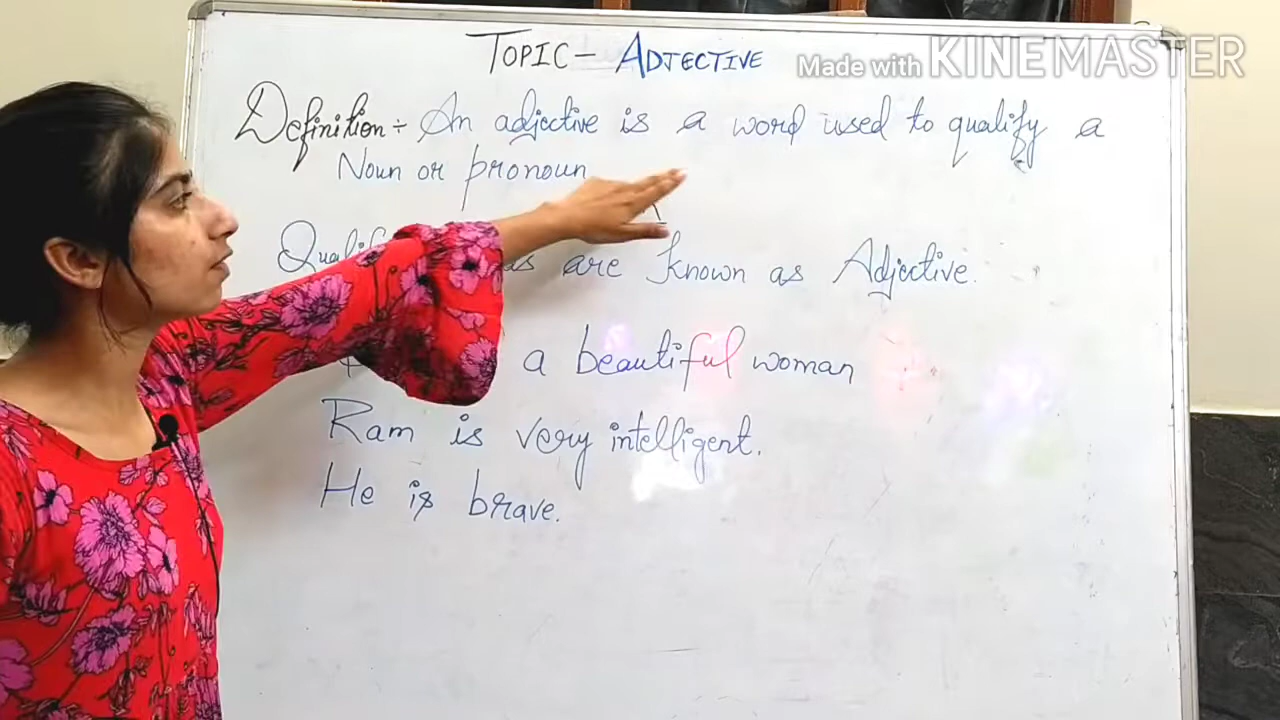 TOPIC- ADJECTIVE
Made with KINEMASTER
Definition÷ An adjective is a word used to qualify a
Noun or pronoun
are known as Adjective.
a beautiful woman
Ram is very intelligent.
He is brave.